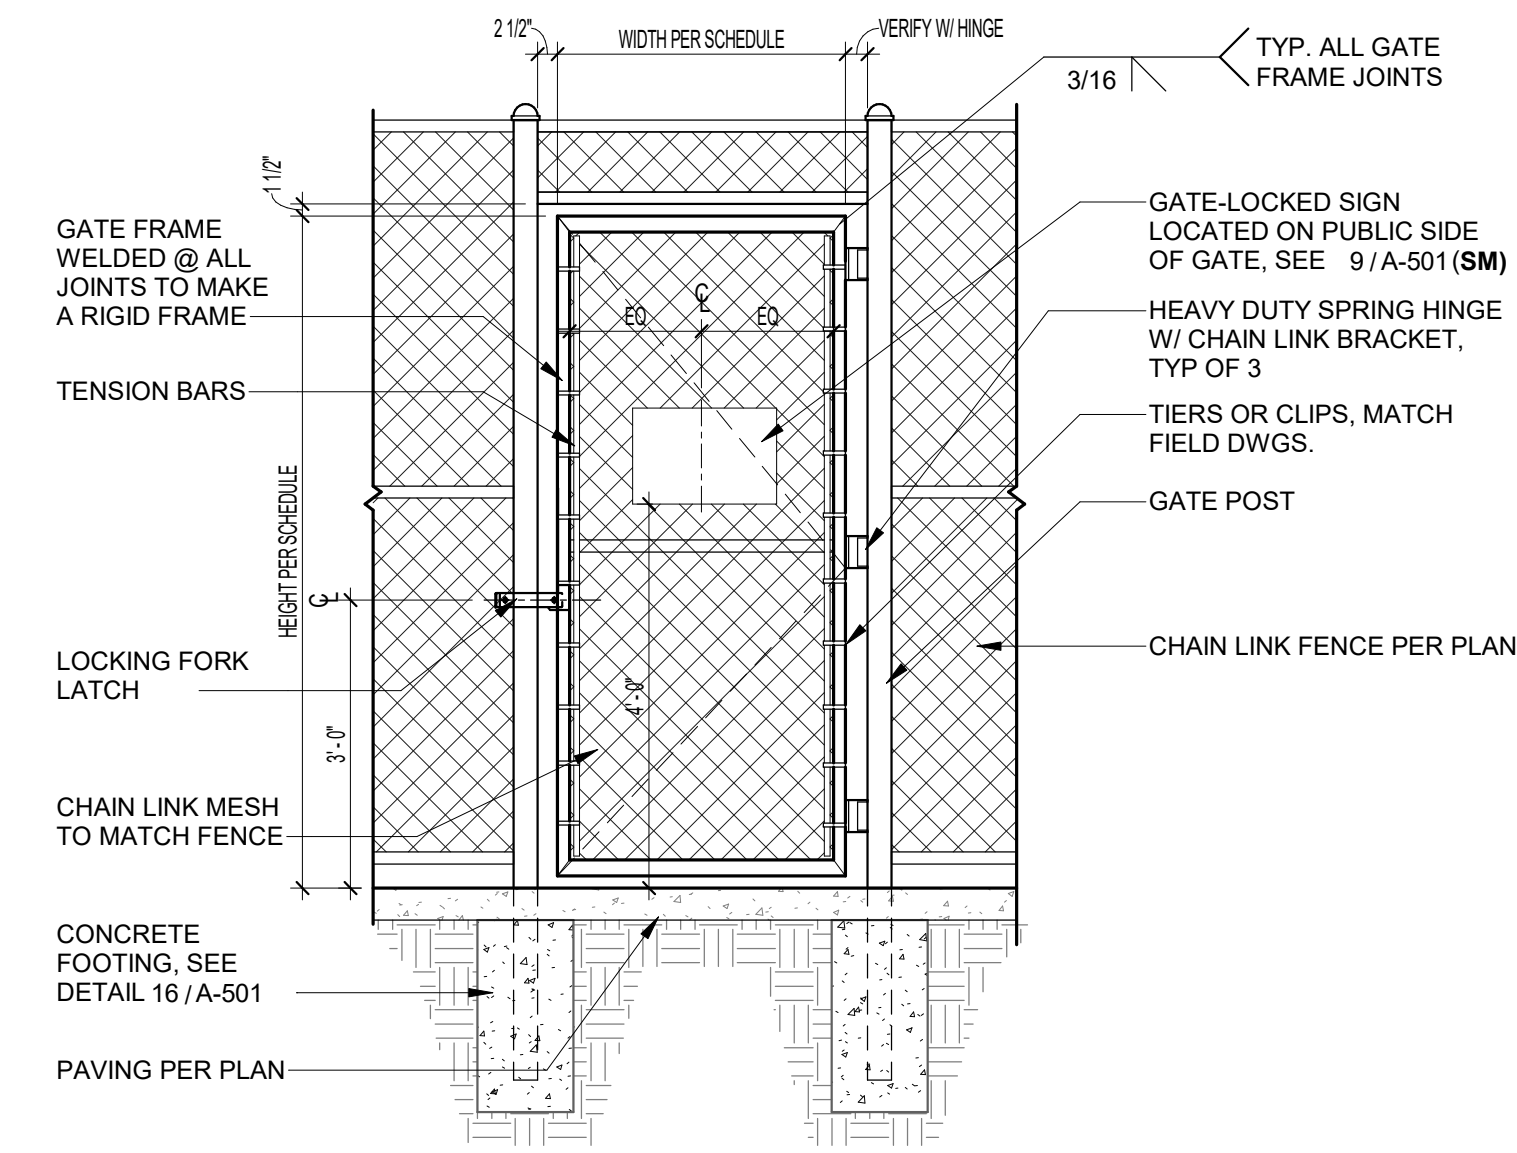 2 1/2"
WIDTH PER SCHEDULE
VERIFY W/ HINGE
3/16
TYP. ALL GATE
FRAME JOINTS
1 1/2"
GATE FRAME
WELDED @ ALL
JOINTS TO MAKE
A RIGID FRAME
TENSION BARS
HEIGHT PER SCHEDULE
LOCKING FORK
LATCH
3' - 0"
CHAIN LINK MESH
TO MATCH FENCE
CONCRETE
FOOTING, SEE
DETAIL 16 / A-501
PAVING PER PLAN
CL
EQ
EQ
CL
4' - 0"
GATE-LOCKED SIGN
LOCATED ON PUBLIC SIDE
OF GATE, SEE 9 / A-501 (SM)
HEAVY DUTY SPRING HINGE
W/ CHAIN LINK BRACKET,
TYP OF 3
TIERS OR CLIPS, MATCH
FIELD DWGS.
GATE POST
CHAIN LINK FENCE PER PLAN